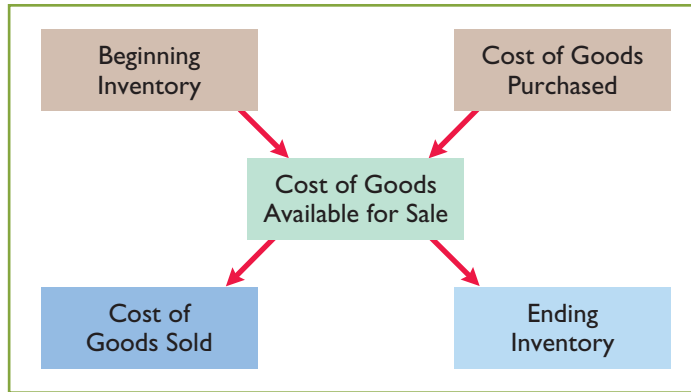 Beginning
Inventory
Cost of Goods
Purchased
Cost of Goods
Available for Sale
Cost of
Goods Sold
Ending
Inventory